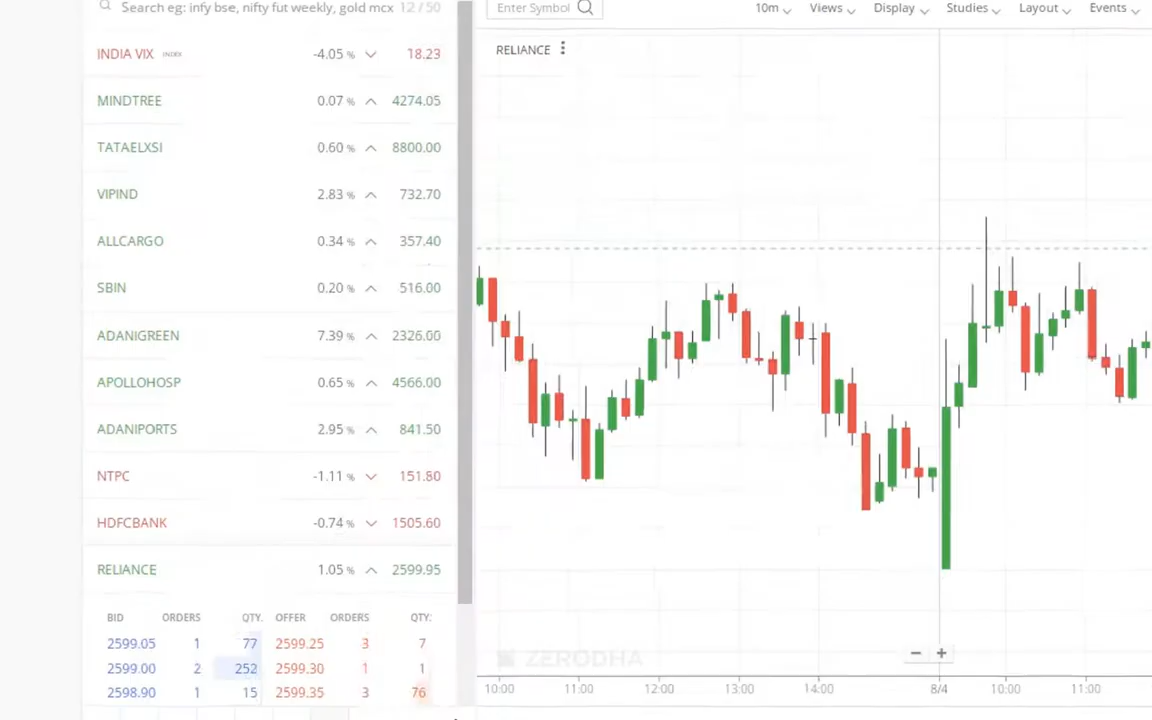 Search eg: infy bse, nifty fut weekly, gold mcx 12 / 50
INDIA VIX INDEX -4.05 % 18.23
MINDTREE 0.07 % 4274.05
TATAELXSI 0.60 % 8800.00
VIPIND 2.83 % 732.70
ALLCARGO 0.34 % 357.40
SBIN 0.20 % 516.00
ADANIGREEN 7.39 % 2326.00
APOLLOHOSP 0.65 % 4566.00
ADANIPORTS 2.95 % 841.50
NTPC -1.11 % 151.80
HDFCBANK -0.74 % 1505.60
RELIANCE 1.05 % 2599.95
BID ORDERS QTY. OFFER ORDERS QTY.
2599.05 1 77 2599.25 3 7
2599.00 2 252 2599.30 1 1
2598.90 1 15 2599.35 3 76
Enter Symbol 10m Views Display Studies Layout Events
RELIANCE
ZERODHA
− +
10:00 11:00 12:00 13:00 14:00 8/4 10:00 11:00